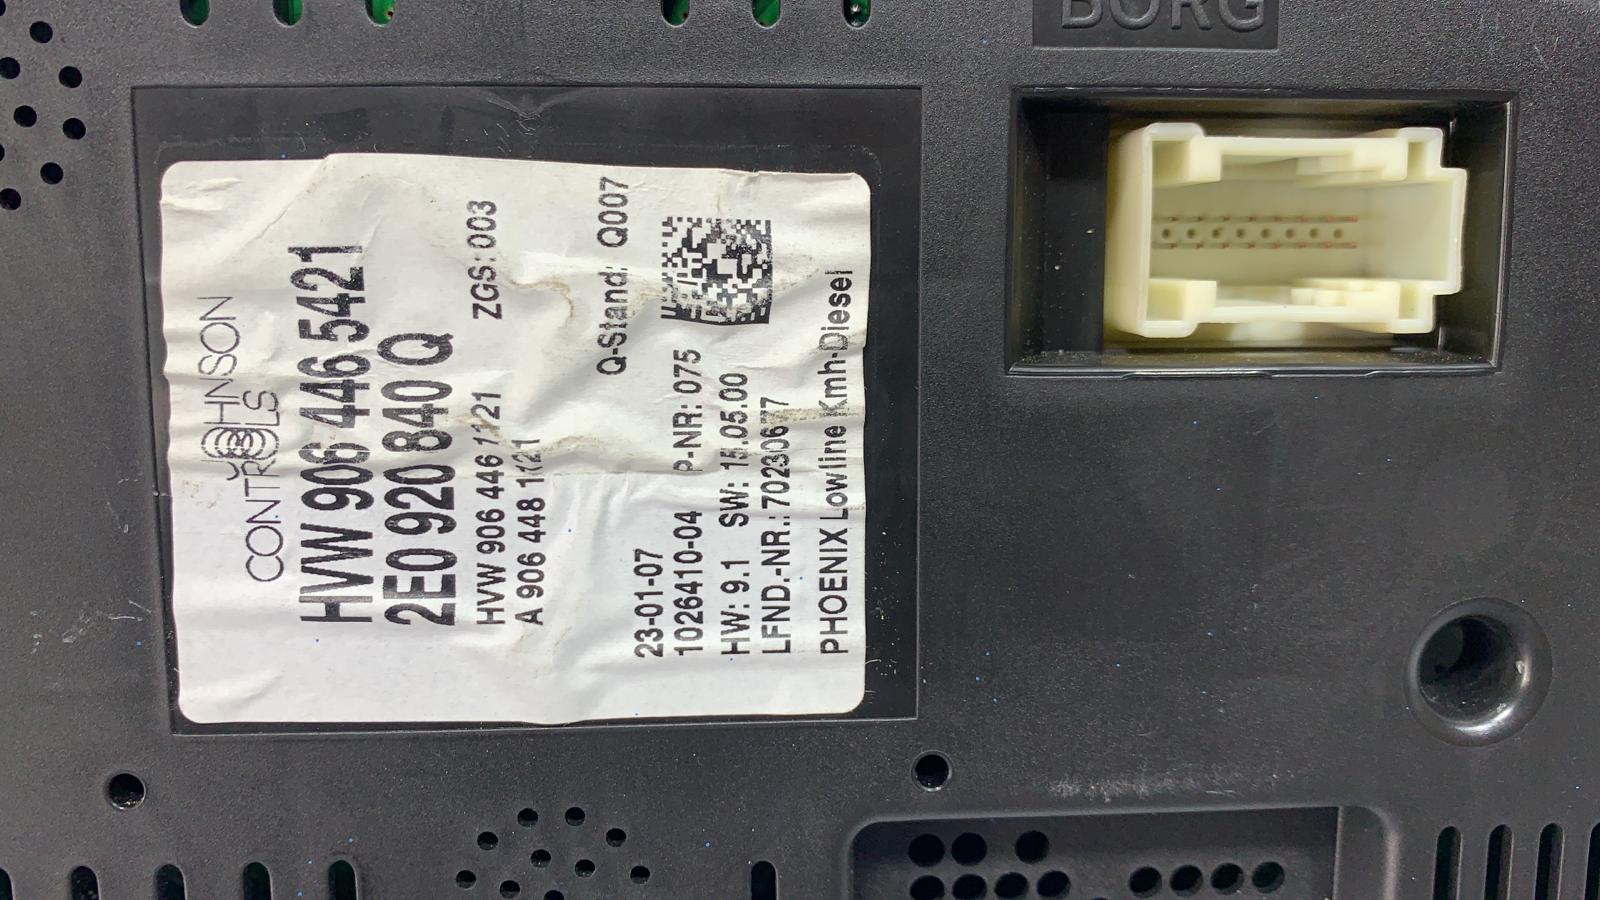 BORG
JOHNSON
CONTROLS
HVW 906 446 5421
2E0 920 840 Q
HVW 906 446 1121 ZGS: 003
A 906 448 1121
Q-Stand: Q007
23-01-07
1026410-04 P-NR: 075
HW: 9.1 SW: 15.05.00
LFND.-NR.: 7023067
PHOENIX Lowline Kmh-Diesel